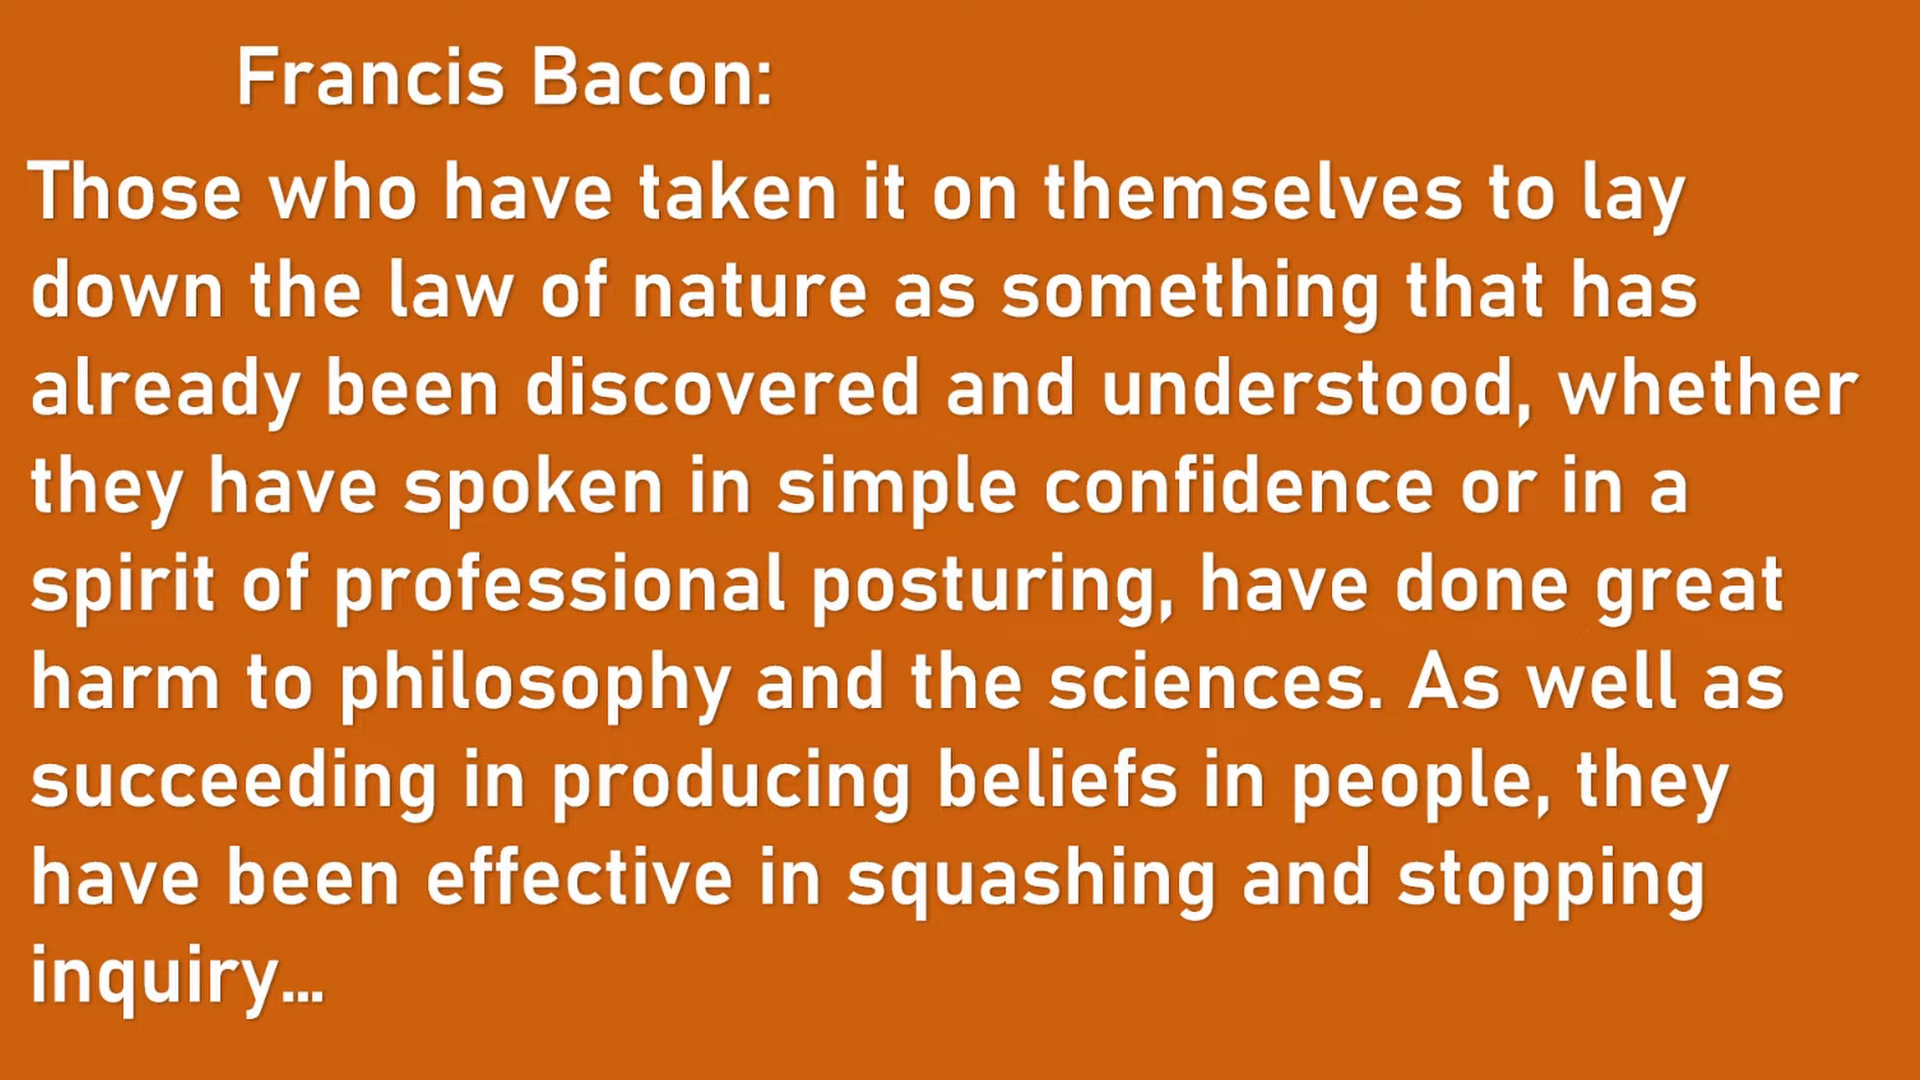 Francis Bacon:
Those who have taken it on themselves to lay
down the law of nature as something that has
already been discovered and understood, whether
they have spoken in simple confidence or in a
spirit of professional posturing, have done great
harm to philosophy and the sciences. As well as
succeeding in producing beliefs in people, they
have been effective in squashing and stopping
inquiry...